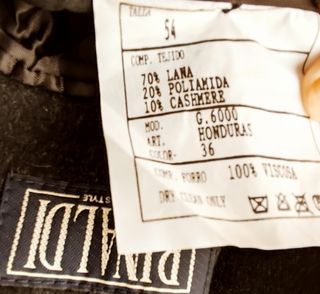 TALLA
54
COMP. TEJIDO
70% LANA
20% POLIAMIDA
10% CASHMERE
MOD. G.6000
ART. HONDURAS
COLOR- 36
COMP. FORRO 100% VISCOSA
DRY CLEAN ONLY
RINALDI
STYLE